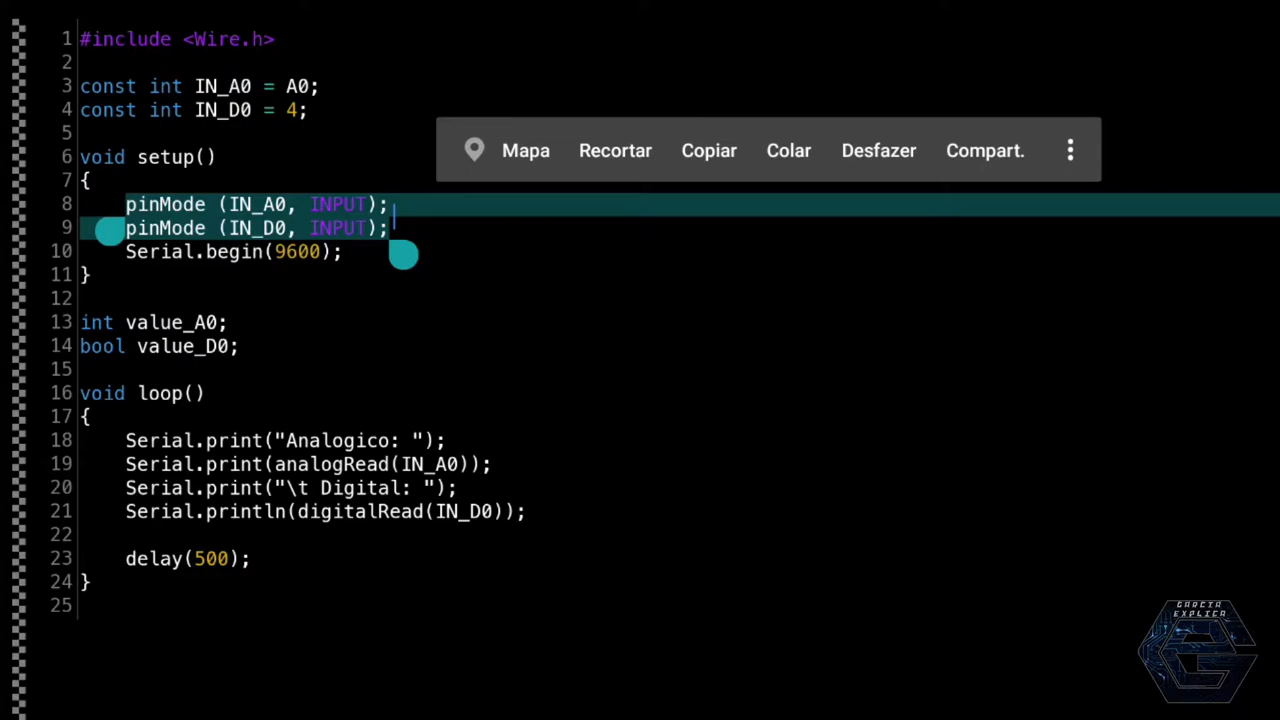 1 #include <Wire.h>
2
3 const int IN_A0 = A0;
4 const int IN_D0 = 4;
5
Mapa Recortar Copiar Colar Desfazer Compart.
6 void setup()
7 {
8 pinMode (IN_A0, INPUT);
9 pinMode (IN_D0, INPUT);
10 Serial.begin(9600);
11 }
12
13 int value_A0;
14 bool value_D0;
15
16 void loop()
17 {
18 Serial.print("Analogico: ");
19 Serial.print(analogRead(IN_A0));
20 Serial.print("\t Digital: ");
21 Serial.println(digitalRead(IN_D0));
22
23 delay(500);
24 }
25
GARCIA
EXPLICA